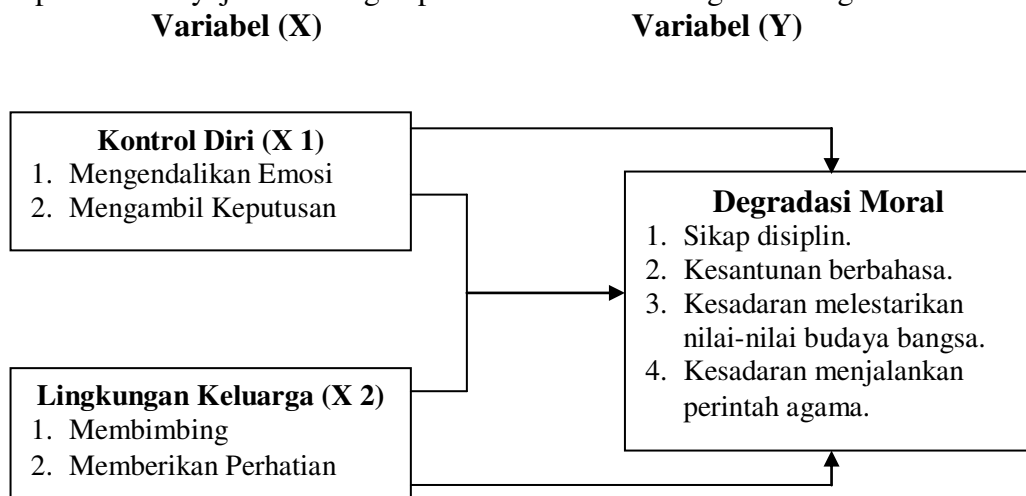 Variabel (X) Variabel (Y)
Kontrol Diri (X 1)
1. Mengendalikan Emosi
2. Mengambil Keputusan
Degradasi Moral
1. Sikap disiplin.
2. Kesantunan berbahasa.
3. Kesadaran melestarikan
nilai-nilai budaya bangsa.
4. Kesadaran menjalankan
perintah agama.
Lingkungan Keluarga (X 2)
1. Membimbing
2. Memberikan Perhatian